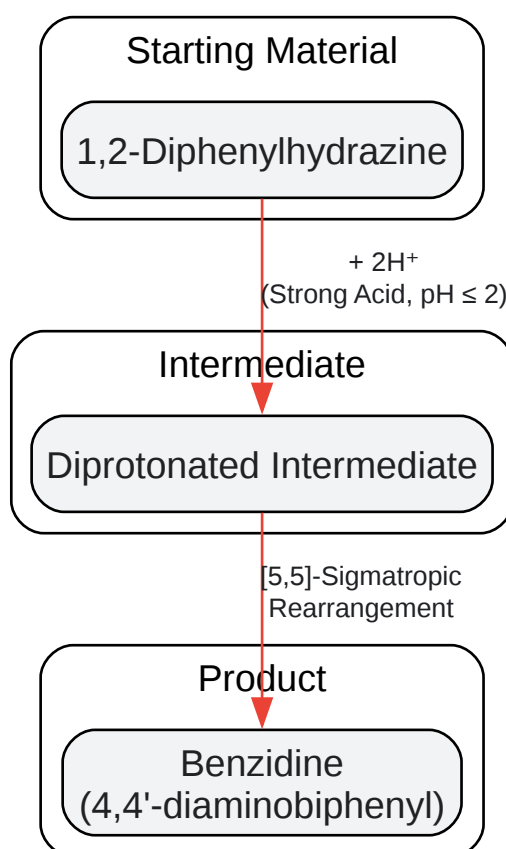 Starting Material
1,2-Diphenylhydrazine
+ 2H⁺
(Strong Acid, pH ≤ 2)
Intermediate
Diprotonated Intermediate
[5,5]-Sigmatropic
Rearrangement
Product
Benzidine
(4,4'-diaminobiphenyl)